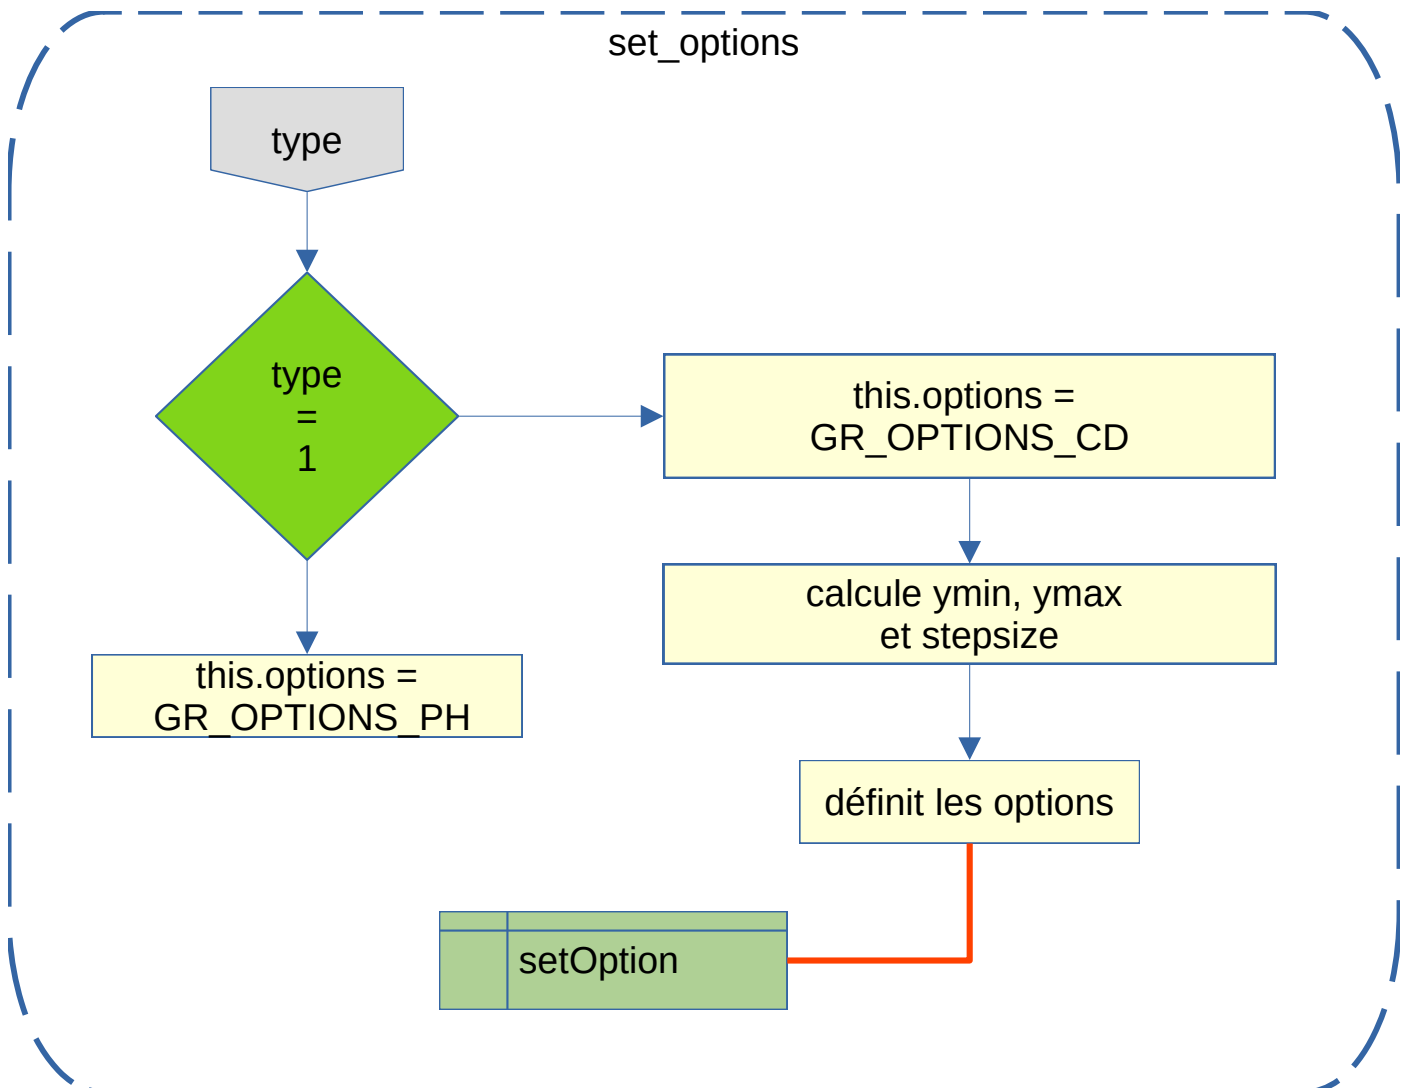 set_options
type
type
=
1
this.options =
GR_OPTIONS_CD
calcule ymin, ymax
et stepsize
this.options =
GR_OPTIONS_PH
définit les options
setOption